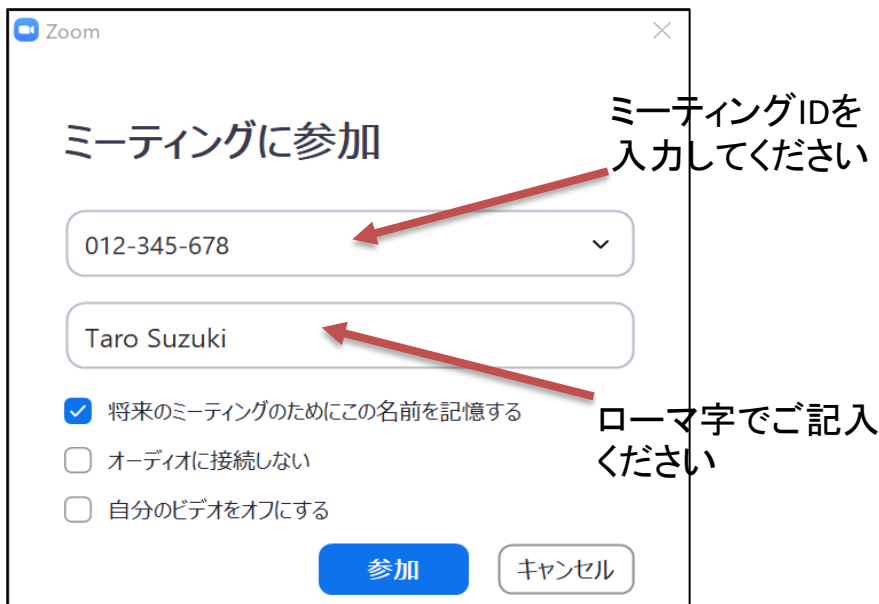 Zoom
ミーティングに参加
ミーティングIDを
入力してください
012-345-678
Taro Suzuki
将来のミーティングのためにこの名前を記憶する
ローマ字でご記入
ください
オーディオに接続しない
自分のビデオをオフにする
参加
キャンセル